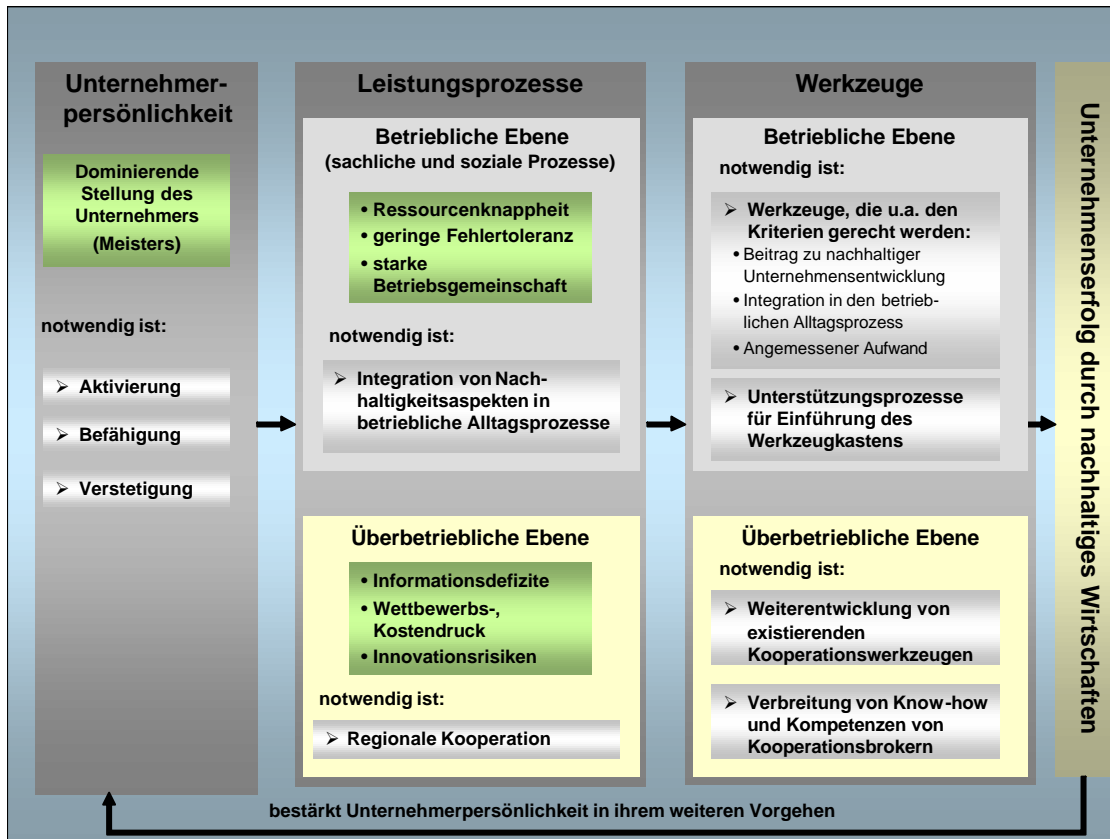 Unternehmer-
persönlichkeit
Dominierende
Stellung des
Unternehmers
(Meisters)
notwendig ist:
➢ Aktivierung
➢ Befähigung
➢ Verstetigung
Leistungsprozesse
Betriebliche Ebene
(sachliche und soziale Prozesse)
• Ressourcenknappheit
• geringe Fehlertoleranz
• starke
Betriebsgemeinschaft
notwendig ist:
➢ Integration von Nach-
haltigkeitsaspekten in
betriebliche Alltagsprozesse
Überbetriebliche Ebene
• Informationsdefizite
• Wettbewerbs-,
Kostendruck
• Innovationsrisiken
notwendig ist:
➢ Regionale Kooperation
Werkzeuge
Betriebliche Ebene
notwendig ist:
➢ Werkzeuge, die u.a. den
Kriterien gerecht werden:
• Beitrag zu nachhaltiger
Unternehmensentwicklung
• Integration in den betrieb-
lichen Alltagsprozess
• Angemessener Aufwand
➢ Unterstützungsprozesse
für Einführung des
Werkzeugkastens
Überbetriebliche Ebene
notwendig ist:
➢ Weiterentwicklung von
existierenden
Kooperationswerkzeugen
➢ Verbreitung von Know-how
und Kompetenzen von
Kooperationsbrokern
Unternehmenserfolg durch nachhaltiges Wirtschaften
bestärkt Unternehmerpersönlichkeit in ihrem weiteren Vorgehen